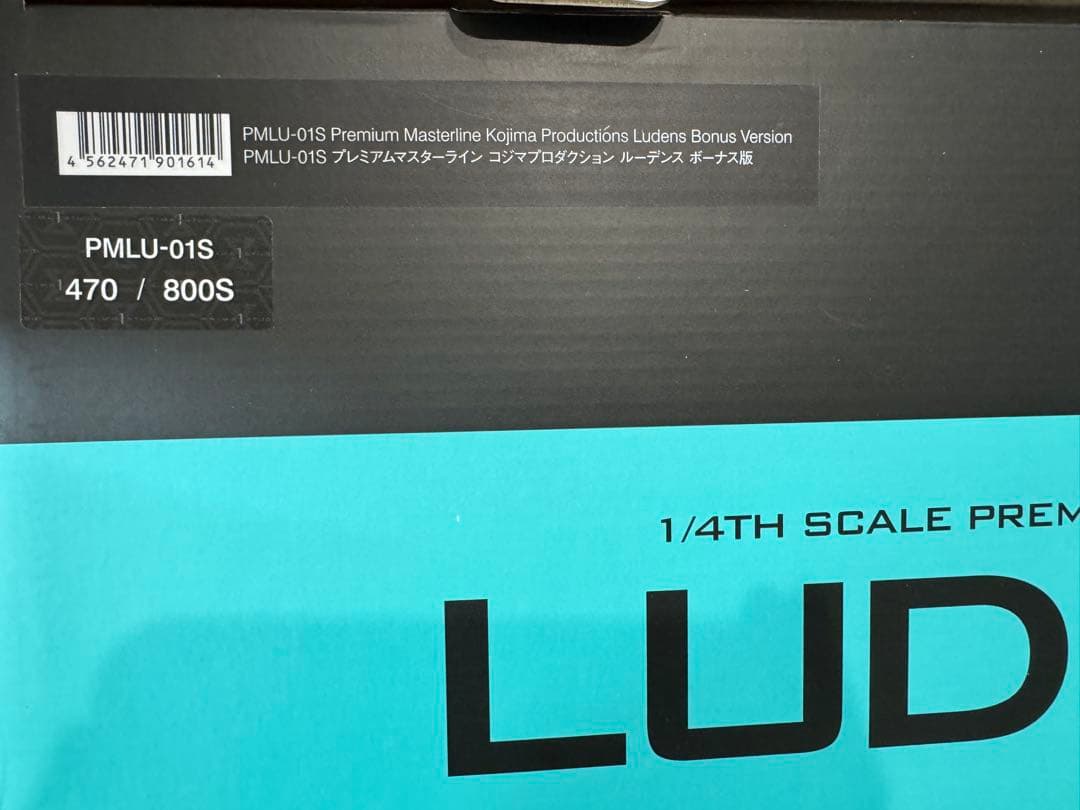 PMLU-01S Premium Masterline Kojima Productions Ludens Bonus Version
PMLU-01S プレミアムマスターライン コジマプロダクション ルーデンス ボーナス版
4 562471 901614
PMLU-01S
470 / 800S
1/4TH SCALE PREM
LUD